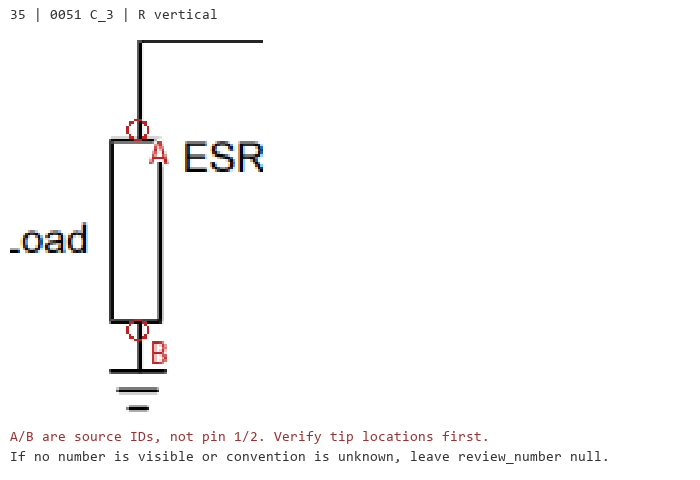 35 | 0051 C_3 | R vertical
A
ESR
oad
B
A/B are source IDs, not pin 1/2. Verify tip locations first.
If no number is visible or convention is unknown, leave review_number null.